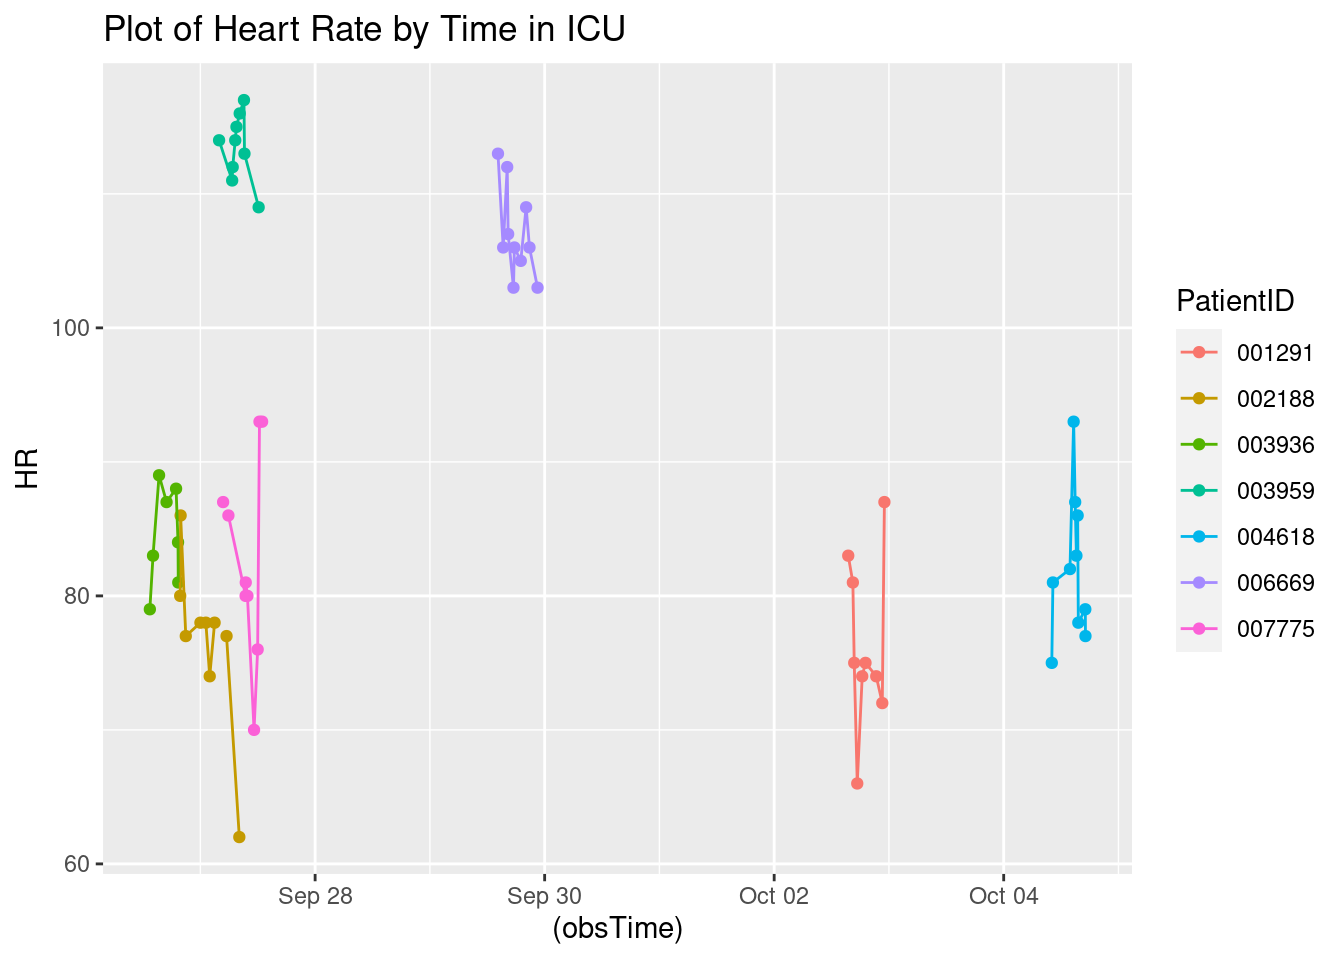 Plot of Heart Rate by Time in ICU
HR
100
80
60
Sep 28
Sep 30
Oct 02
Oct 04
(obsTime)
PatientID
001291
002188
003936
003959
004618
006669
007775